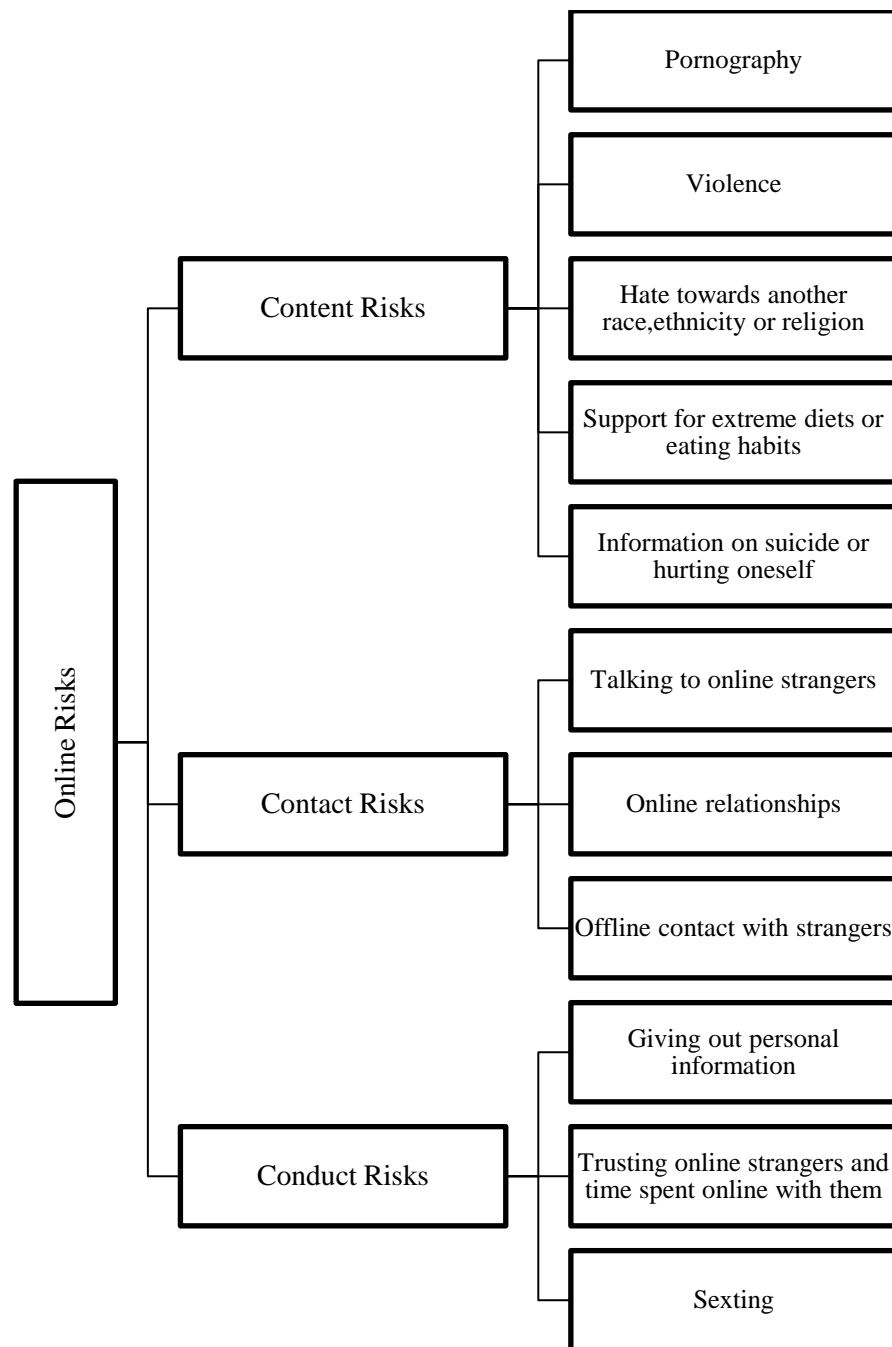 Online Risks
Content Risks
Pornography
Violence
Hate towards another
race,ethnicity or religion
Support for extreme diets or
eating habits
Information on suicide or
hurting oneself
Contact Risks
Talking to online strangers
Online relationships
Offline contact with strangers
Conduct Risks
Giving out personal
information
Trusting online strangers and
time spent online with them
Sexting